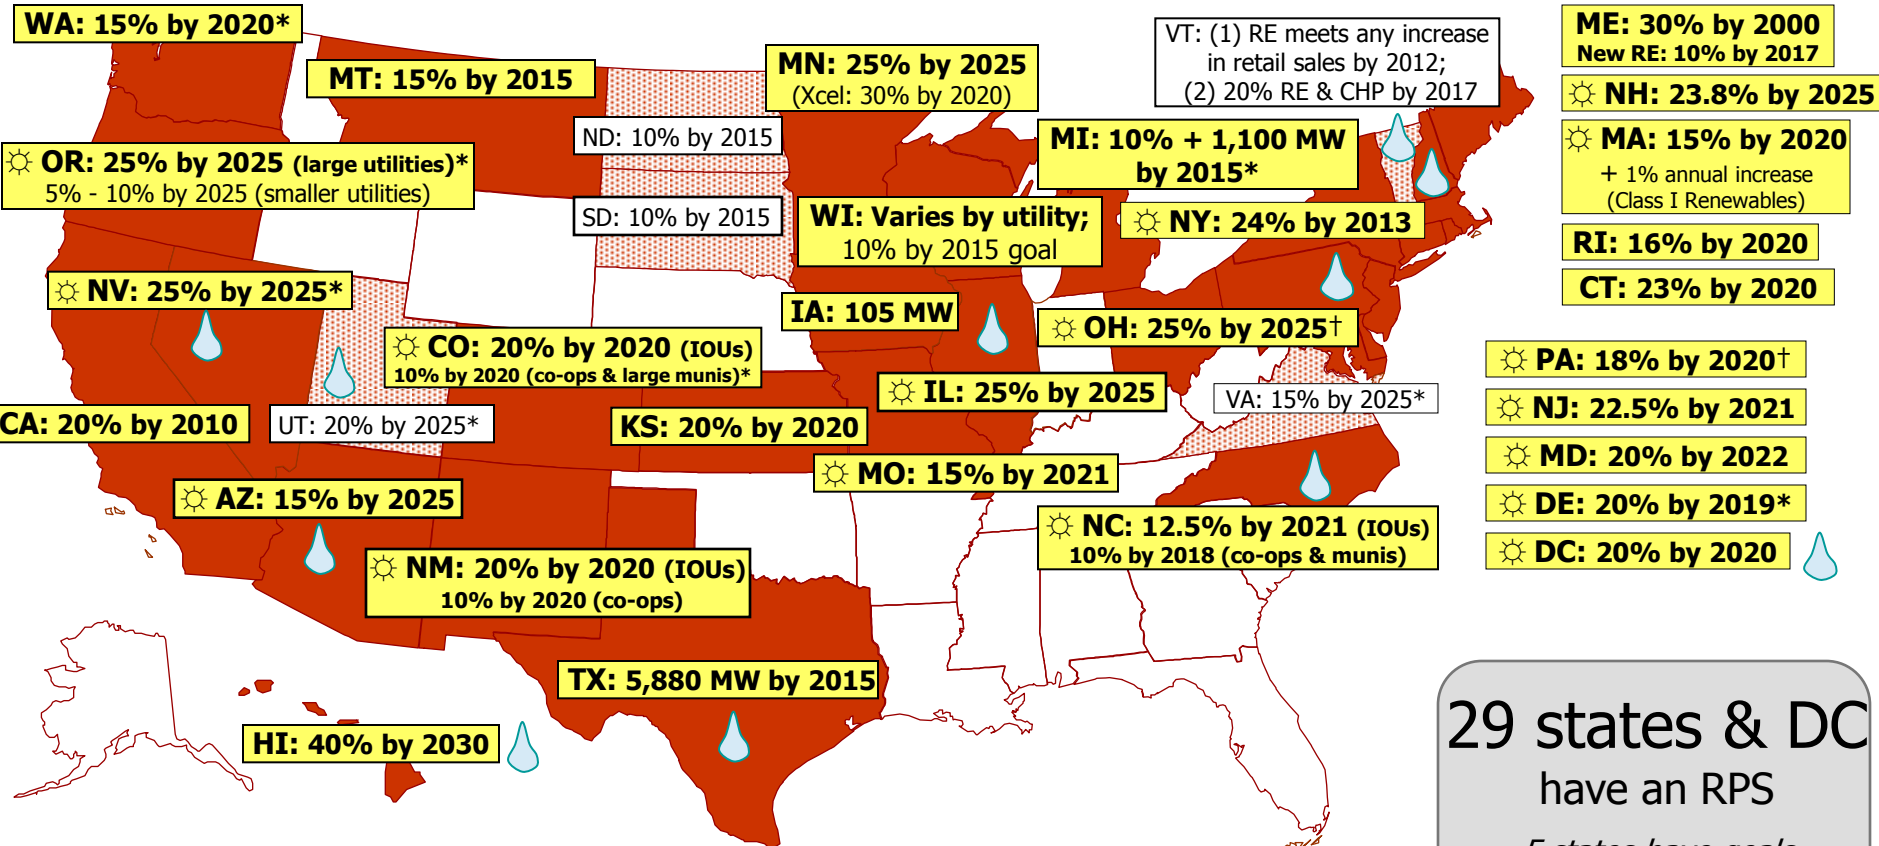 WA: 15% by 2020*
MT: 15% by 2015
MN: 25% by 2025
(Xcel: 30% by 2020)
VT: (1) RE meets any increase
in retail sales by 2012;
(2) 20% RE & CHP by 2017
ME: 30% by 2000
New RE: 10% by 2017
☼ NH: 23.8% by 2025
ND: 10% by 2015
MI: 10% + 1,100 MW
by 2015*
☼ MA: 15% by 2020
+ 1% annual increase
(Class I Renewables)
☼ OR: 25% by 2025 (large utilities)*
5% - 10% by 2025 (smaller utilities)
SD: 10% by 2015
WI: Varies by utility;
10% by 2015 goal
☼ NY: 24% by 2013
RI: 16% by 2020
CT: 23% by 2020
☼ NV: 25% by 2025*
IA: 105 MW
☼ OH: 25% by 2025†
☼ CO: 20% by 2020 (IOUs)
10% by 2020 (co-ops & large munis)*
☼ PA: 18% by 2020†
☼ IL: 25% by 2025
VA: 15% by 2025*
☼ NJ: 22.5% by 2021
CA: 20% by 2010
UT: 20% by 2025*
KS: 20% by 2020
☼ MD: 20% by 2022
☼ MO: 15% by 2021
☼ AZ: 15% by 2025
☼ DE: 20% by 2019*
☼ NC: 12.5% by 2021 (IOUs)
10% by 2018 (co-ops & munis)
☼ DC: 20% by 2020
☼ NM: 20% by 2020 (IOUs)
10% by 2020 (co-ops)
TX: 5,880 MW by 2015
HI: 40% by 2030
29 states & DC
have an RPS
5 states have goals